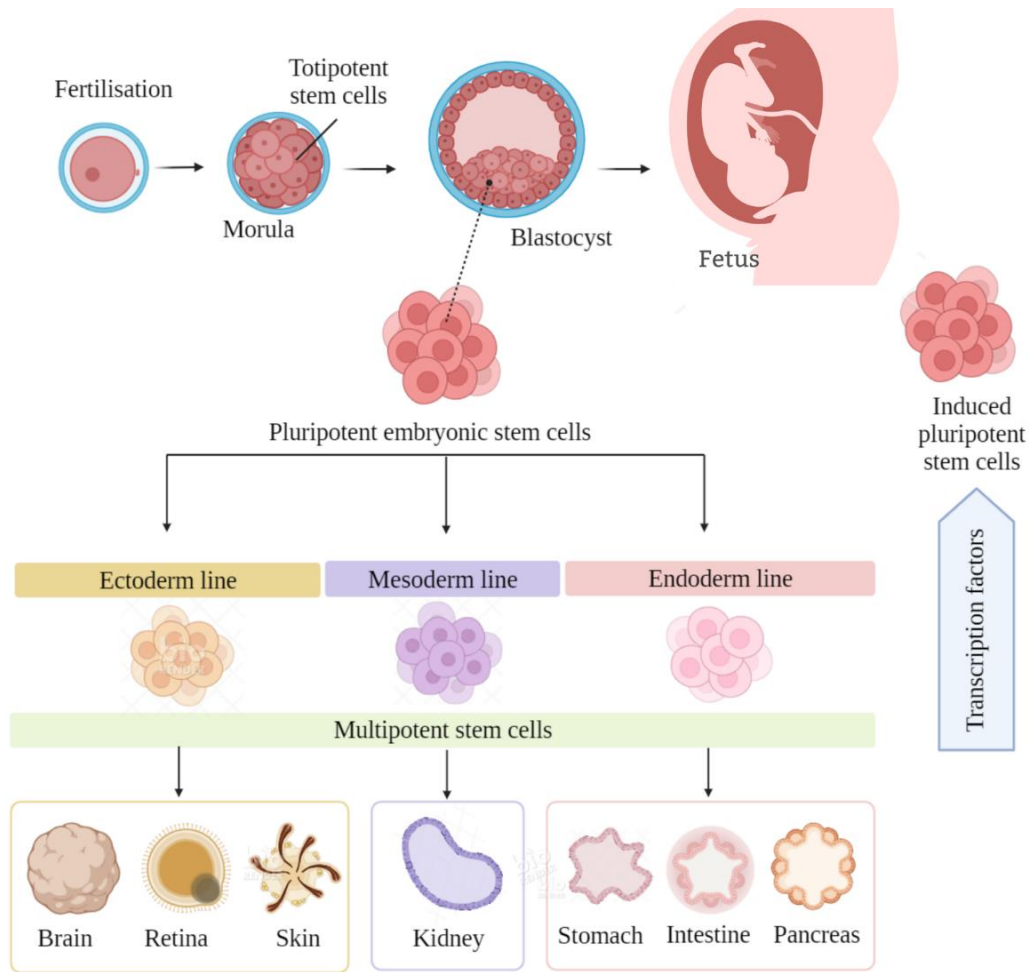 Fertilisation
Totipotent
stem cells
Morula
Blastocyst
Fetus
Pluripotent embryonic stem cells
Induced
pluripotent
stem cells
Ectoderm line
Mesoderm line
Endoderm line
Transcription factors
Multipotent stem cells
Brain
Retina
Skin
Kidney
Stomach
Intestine
Pancreas